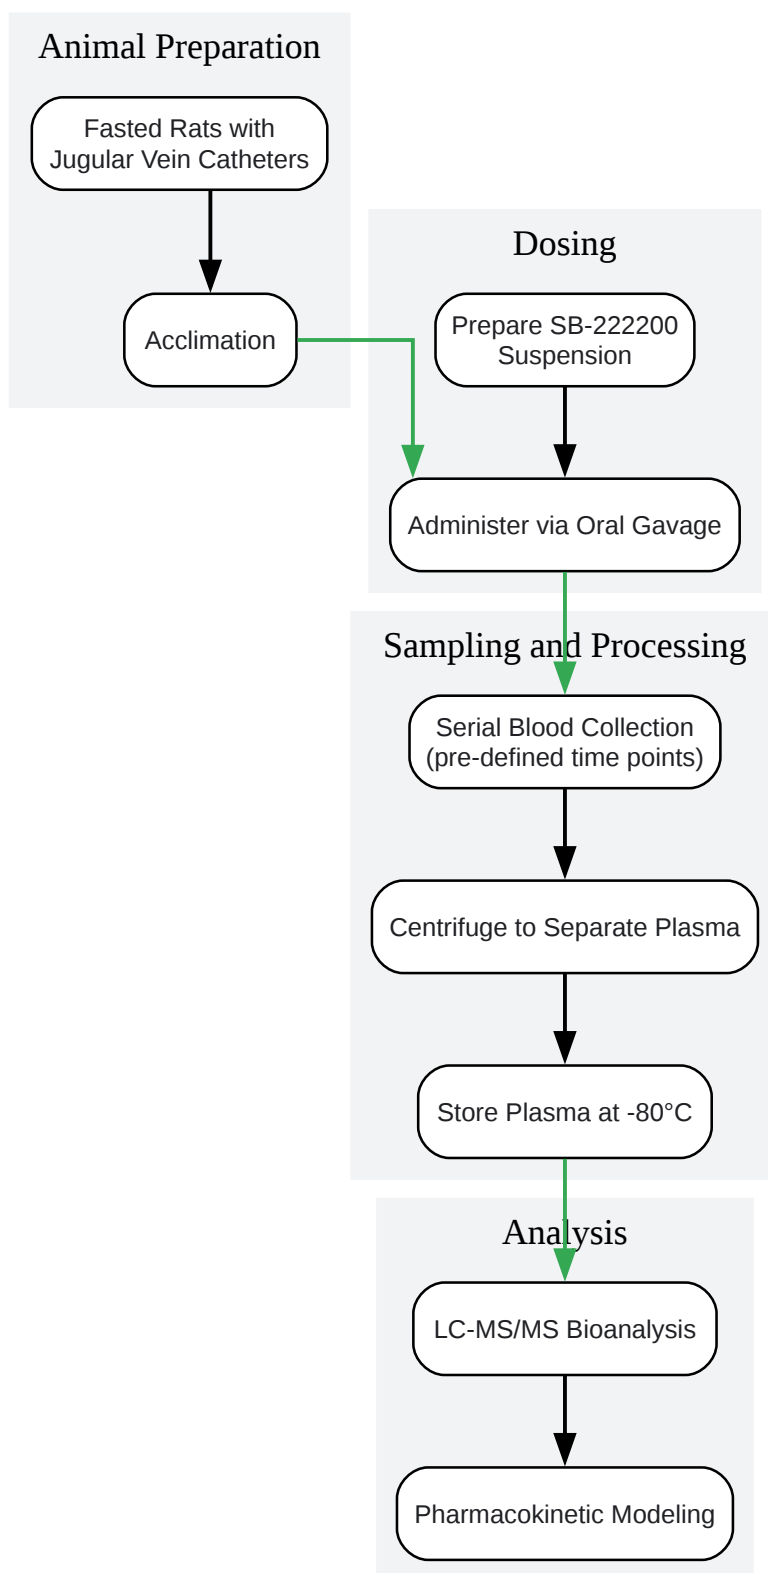 Animal Preparation
Fasted Rats with
Jugular Vein Catheters
Acclimation
Dosing
Prepare SB-222200
Suspension
Administer via Oral Gavage
Sampling and Processing
Serial Blood Collection
(pre-defined time points)
Centrifuge to Separate Plasma
Store Plasma at -80°C
Analysis
LC-MS/MS Bioanalysis
Pharmacokinetic Modeling